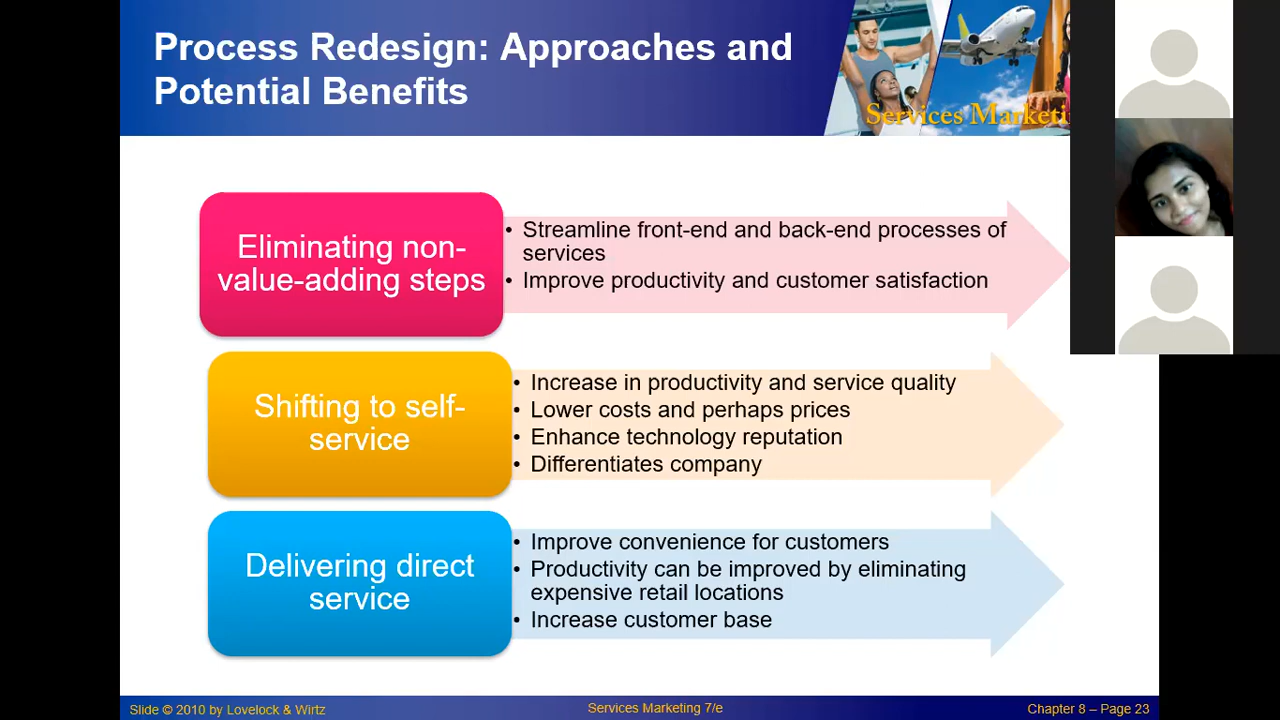 Process Redesign: Approaches and
Potential Benefits
Services Marketi
Eliminating non-
value-adding steps
• Streamline front-end and back-end processes of
services
• Improve productivity and customer satisfaction
Shifting to self-
service
• Increase in productivity and service quality
• Lower costs and perhaps prices
• Enhance technology reputation
• Differentiates company
Delivering direct
service
• Improve convenience for customers
• Productivity can be improved by eliminating
expensive retail locations
• Increase customer base
Slide © 2010 by Lovelock & Wirtz
Services Marketing 7/e
Chapter 8 – Page 23